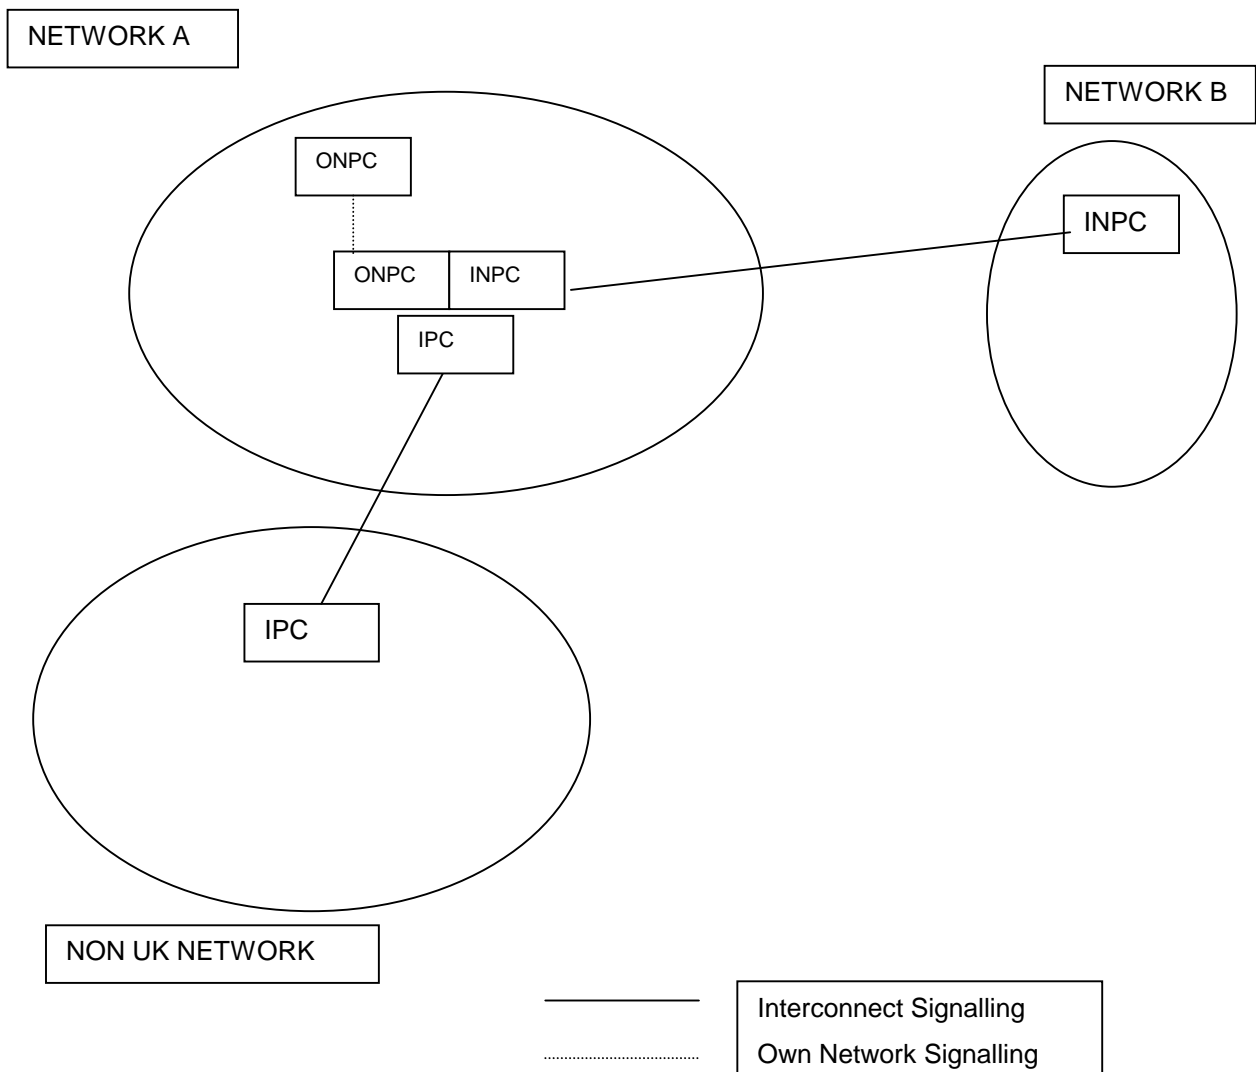 NETWORK A
NETWORK B
ONPC
INPC
ONPC INPC
IPC
IPC
NON UK NETWORK
Interconnect Signalling
Own Network Signalling